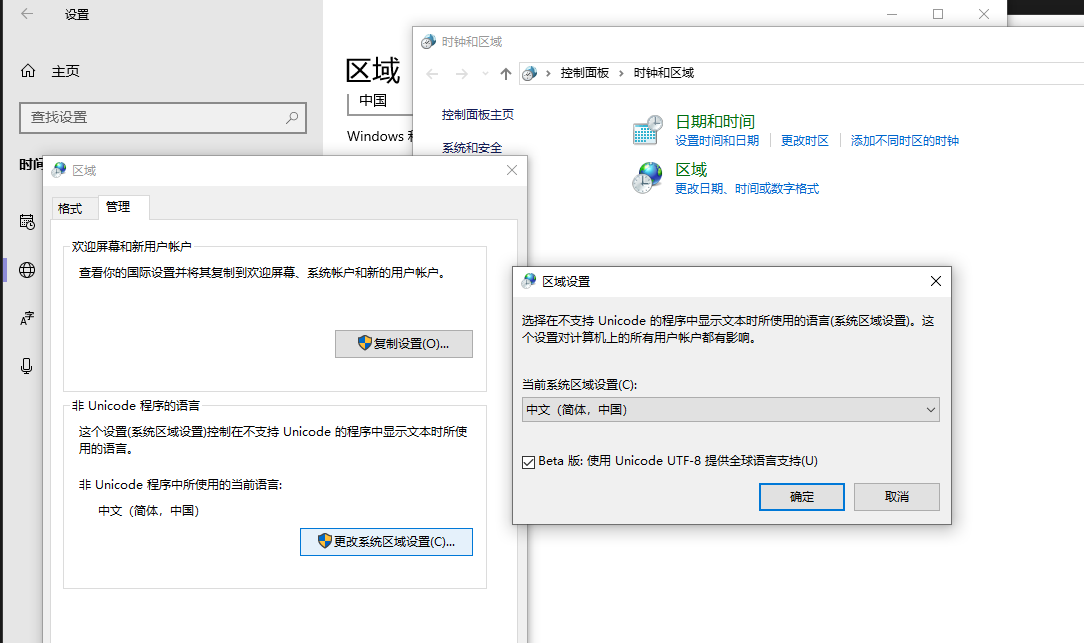 设置
主页
查找设置
时间
区域
中国
Windows
时钟和区域
控制面板 › 时钟和区域
控制面板主页
系统和安全
日期和时间
设置时间和日期
更改时区
添加不同时区的时钟
区域
更改日期、时间或数字格式
区域
格式
管理
欢迎屏幕和新用户帐户
查看你的国际设置并将其复制到欢迎屏幕、系统帐户和新的用户帐户。
复制设置(O)...
非 Unicode 程序的语言
这个设置(系统区域设置)控制在不支持 Unicode 的程序中显示文本时所使
用的语言。
非 Unicode 程序中所使用的当前语言:
中文（简体，中国）
更改系统区域设置(C)...
区域设置
选择在不支持 Unicode 的程序中显示文本时所使用的语言(系统区域设置)。这
个设置对计算机上的所有用户帐户都有影响。
当前系统区域设置(C):
中文（简体，中国）
Beta 版: 使用 Unicode UTF-8 提供全球语言支持(U)
确定
取消